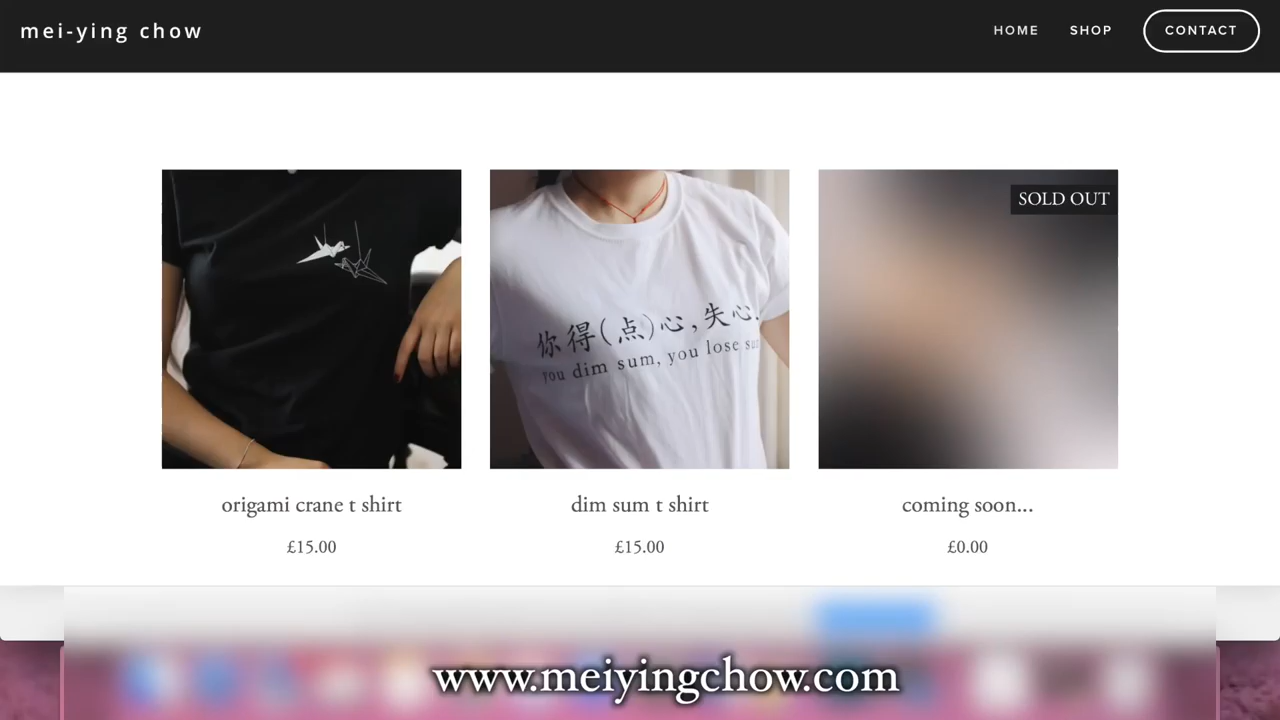 mei-ying chow
HOME
SHOP
CONTACT
SOLD OUT
你得(点)心,失心.
you dim sum, you lose
origami crane t shirt
dim sum t shirt
coming soon...
£15.00
£15.00
£0.00
www.meiyingchow.com